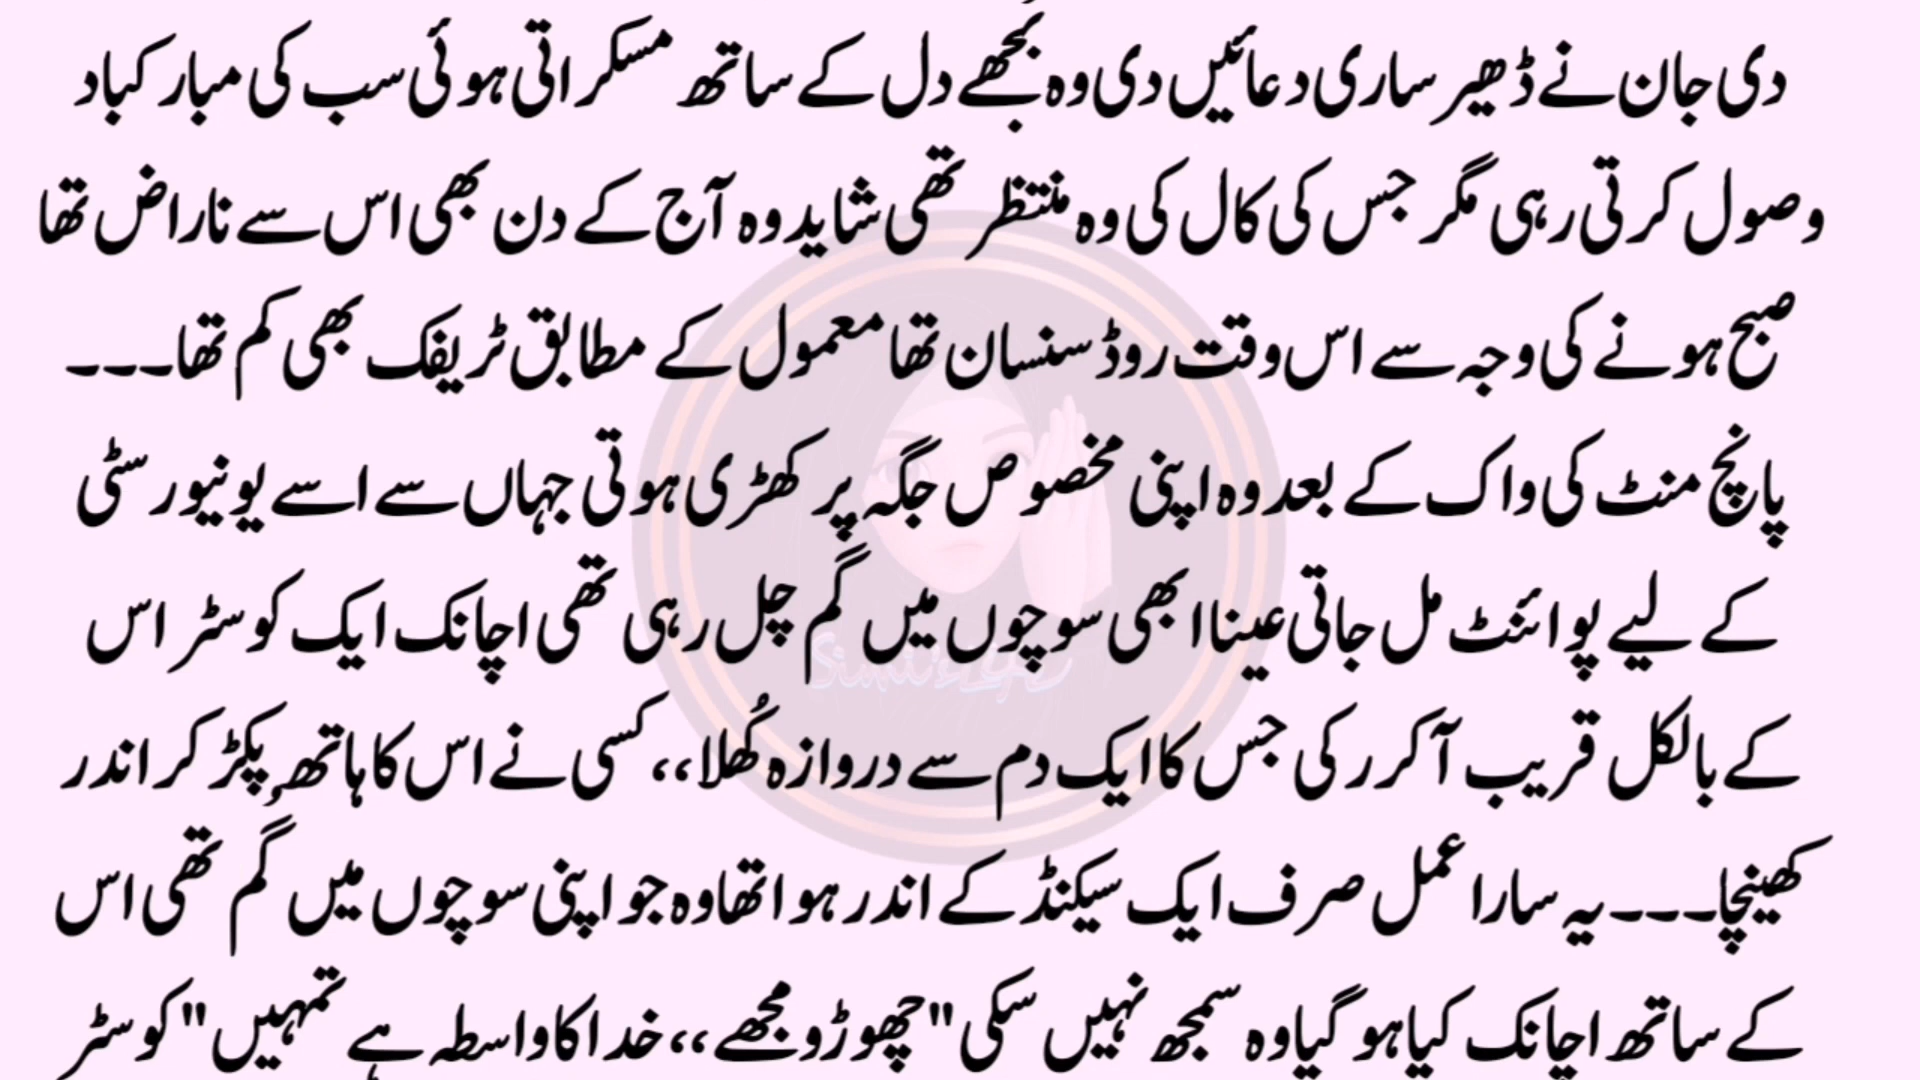 دی جان نے ڈھیر ساری دعائیں دی وہ بُجھے دل کے ساتھ مسکراتی ہوئی سب کی مبارکباد
وصول کرتی رہی مگر جس کی کال کی وہ منتظر تھی شاید وہ آج کے دن بھی اس سے ناراض تھا
صبح ہونے کی وجہ سے اس وقت روڈ سنسان تھا معمول کے مطابق ٹریفک بھی کم تھا۔۔۔
پانچ منٹ کی واک کے بعد وہ اپنی مخصوص جگہ پر کھڑی ہوتی جہاں سے اسے یونیورسٹی
کے لیے پوائنٹ مل جاتی عینا ابھی سوچوں میں گم چل رہی تھی اچانک ایک کوسٹر اس
کے بالکل قریب آکر رکی جس کا ایک دم سے دروازہ کُھلا،، کسی نے اس کا ہاتھ پکڑ کر اندر
کھینچا۔۔۔ یہ سارا عمل صرف ایک سیکنڈ کے اندر ہوا تھا وہ جو اپنی سوچوں میں گم تھی اس
کے ساتھ اچانک کیا ہو گیا وہ سمجھ نہیں سکی "چھوڑو مجھے،، خدا کا واسطہ ہے تمہیں" کوسٹر